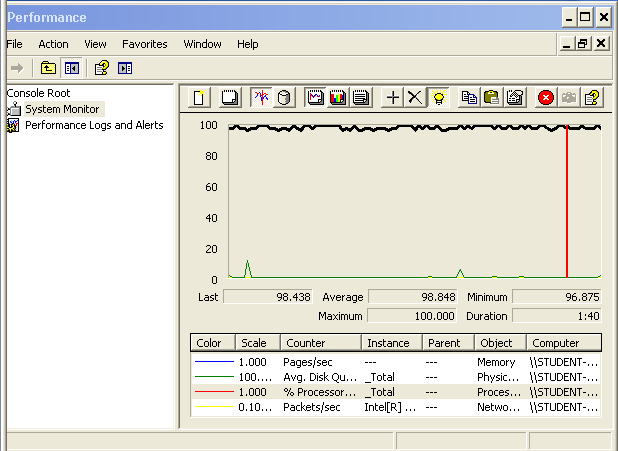 Performance
File Action View Favorites Window Help
Console Root
System Monitor
Performance Logs and Alerts
100
80
60
40
20
0
Last 98.438 Average 98.848 Minimum 96.875
Maximum 100.000 Duration 1:40
Color Scale Counter Instance Parent Object Computer
1.000 Pages/sec --- --- Memory \\STUDENT-...
100.... Avg. Disk Qu... _Total --- Physic... \\STUDENT-...
1.000 % Processor... _Total --- Proces... \\STUDENT-...
0.10... Packets/sec Intel[R] ... --- Netwo... \\STUDENT-...